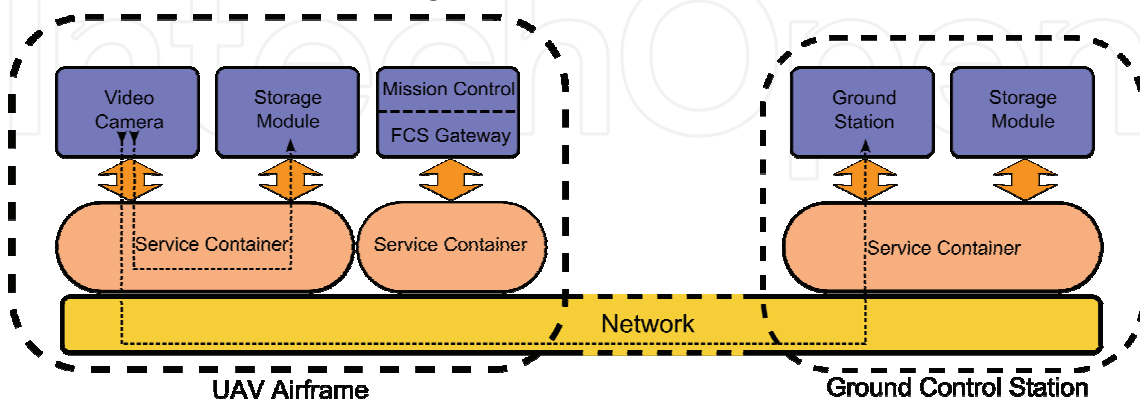 IntechOpen
Video
Camera
Storage
Module
Mission Control
FCS Gateway
Ground
Station
Storage
Module
Service Container
Service Container
Service Container
Network
UAV Airframe
Ground Control Station